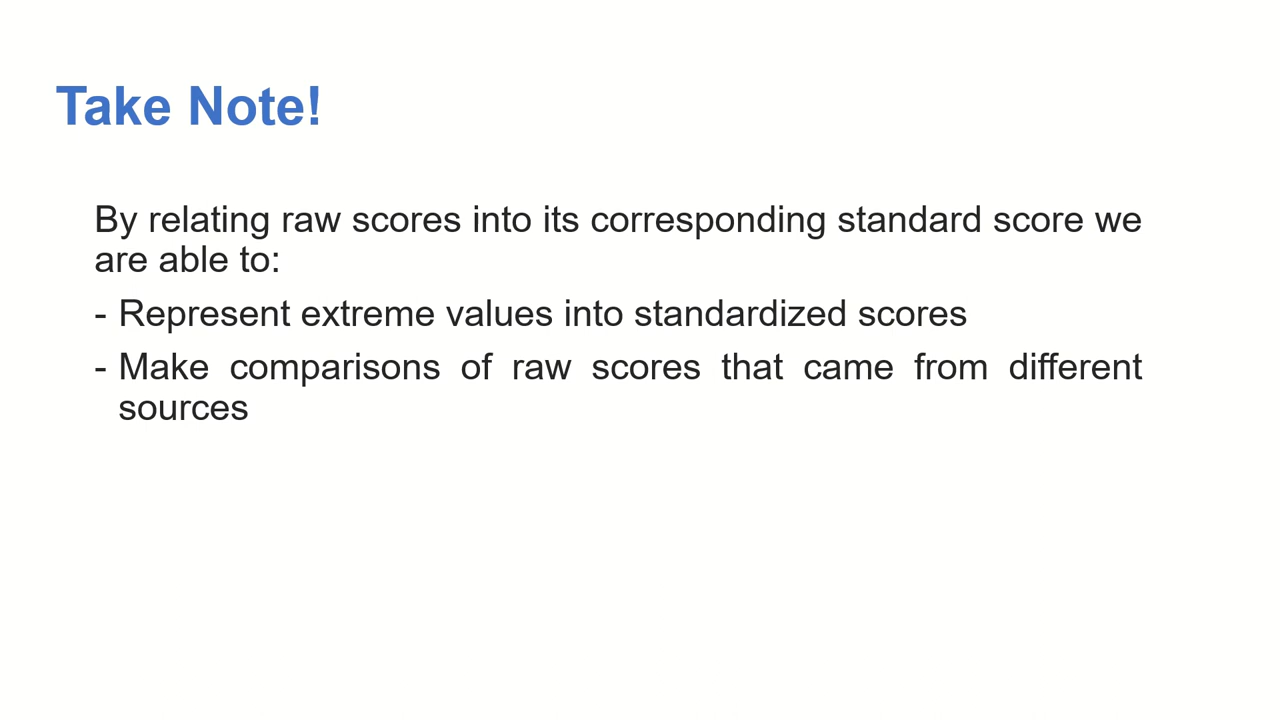 Take Note!
By relating raw scores into its corresponding standard score we
are able to:
- Represent extreme values into standardized scores
- Make comparisons of raw scores that came from different
sources